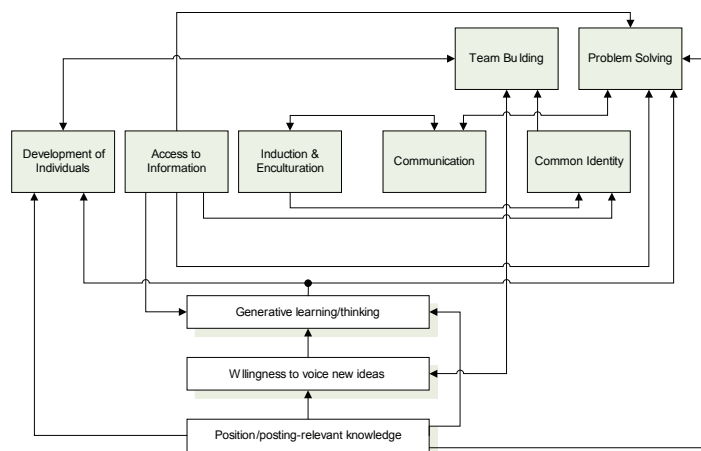 Team Building
Problem Solving
Development of
Individuals
Access to
Information
Induction &
Enculturation
Communication
Common Identity
Generative learning/thinking
Willingness to voice new ideas
Position/posting-relevant knowledge